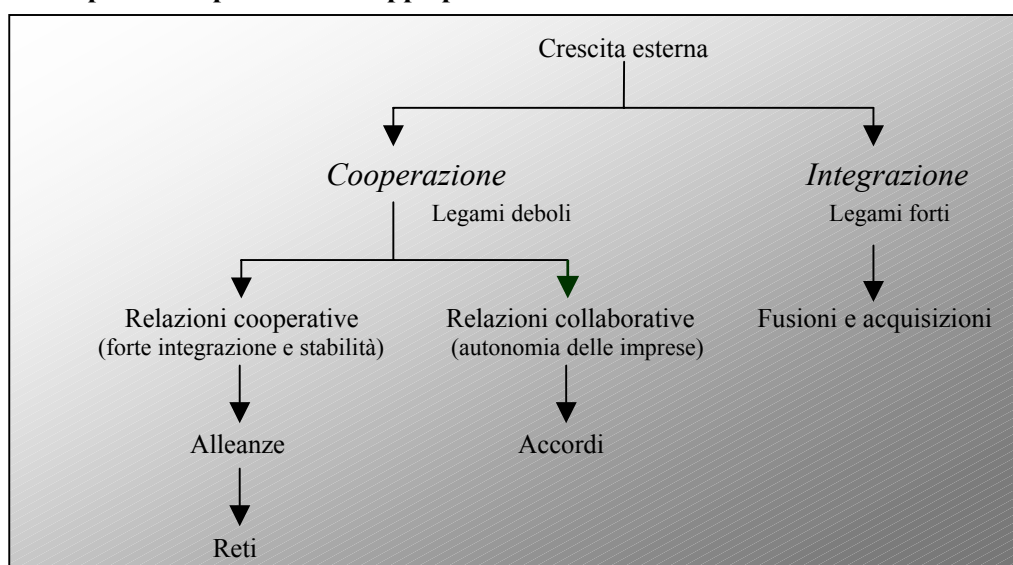 Crescita esterna
Cooperazione
Integrazione
Legami deboli
Legami forti
Relazioni cooperative
(forte integrazione e stabilità)
Relazioni collaborative
(autonomia delle imprese)
Fusioni e acquisizioni
Alleanze
Accordi
Reti